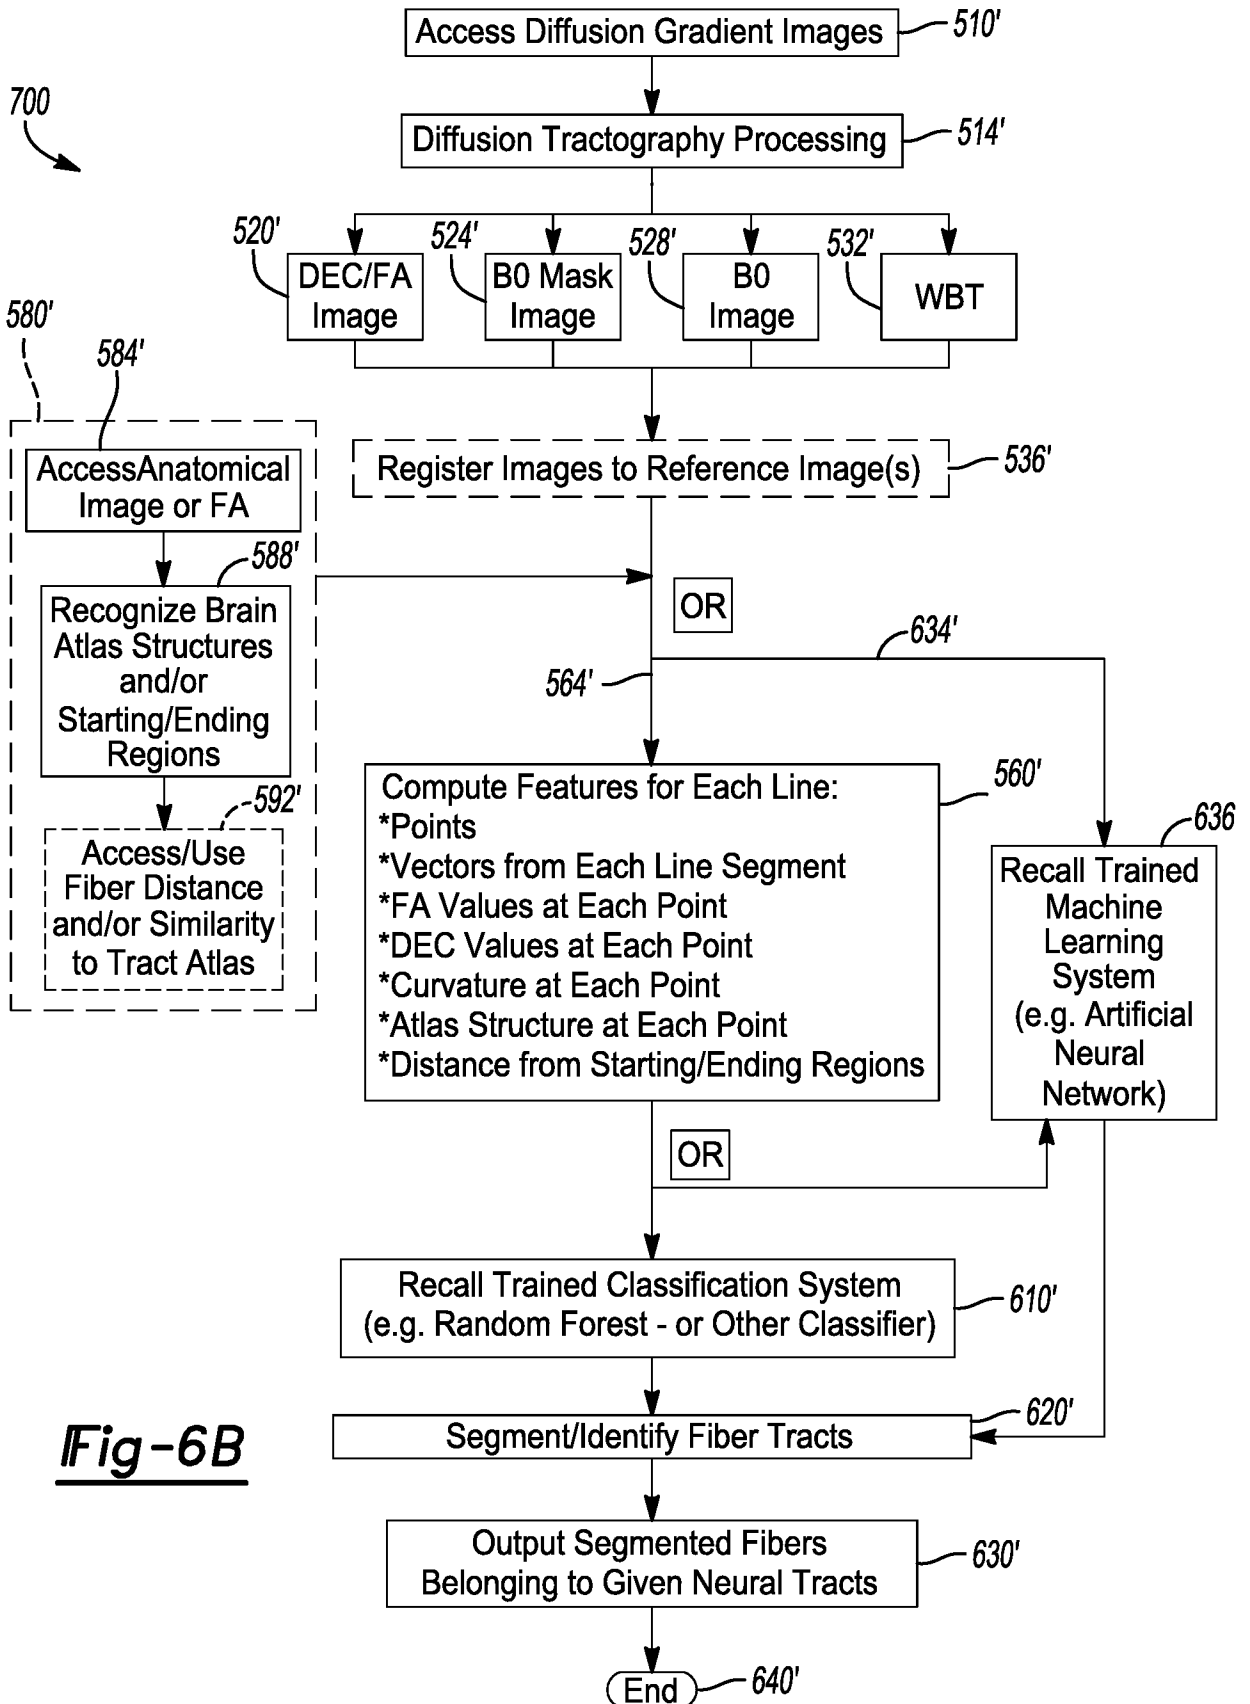 Access Diffusion Gradient Images
510'
700
Diffusion Tractography Processing
514'
520'
524'
528'
532'
DEC/FA
Image
B0 Mask
Image
B0
Image
WBT
580'
584'
AccessAnatomical
Image or FA
Register Images to Reference Image(s)
536'
588'
Recognize Brain
Atlas Structures
and/or
Starting/Ending
Regions
OR
634'
564'
592'
Access/Use
Fiber Distance
and/or Similarity
to Tract Atlas
Compute Features for Each Line:
*Points
*Vectors from Each Line Segment
*FA Values at Each Point
*DEC Values at Each Point
*Curvature at Each Point
*Atlas Structure at Each Point
*Distance from Starting/Ending Regions
560'
636
Recall Trained
Machine
Learning
System
(e.g. Artificial
Neural
Network)
OR
Recall Trained Classification System
(e.g. Random Forest - or Other Classifier)
610'
Segment/Identify Fiber Tracts
620'
Fig-6B
Output Segmented Fibers
Belonging to Given Neural Tracts
630'
End
640'